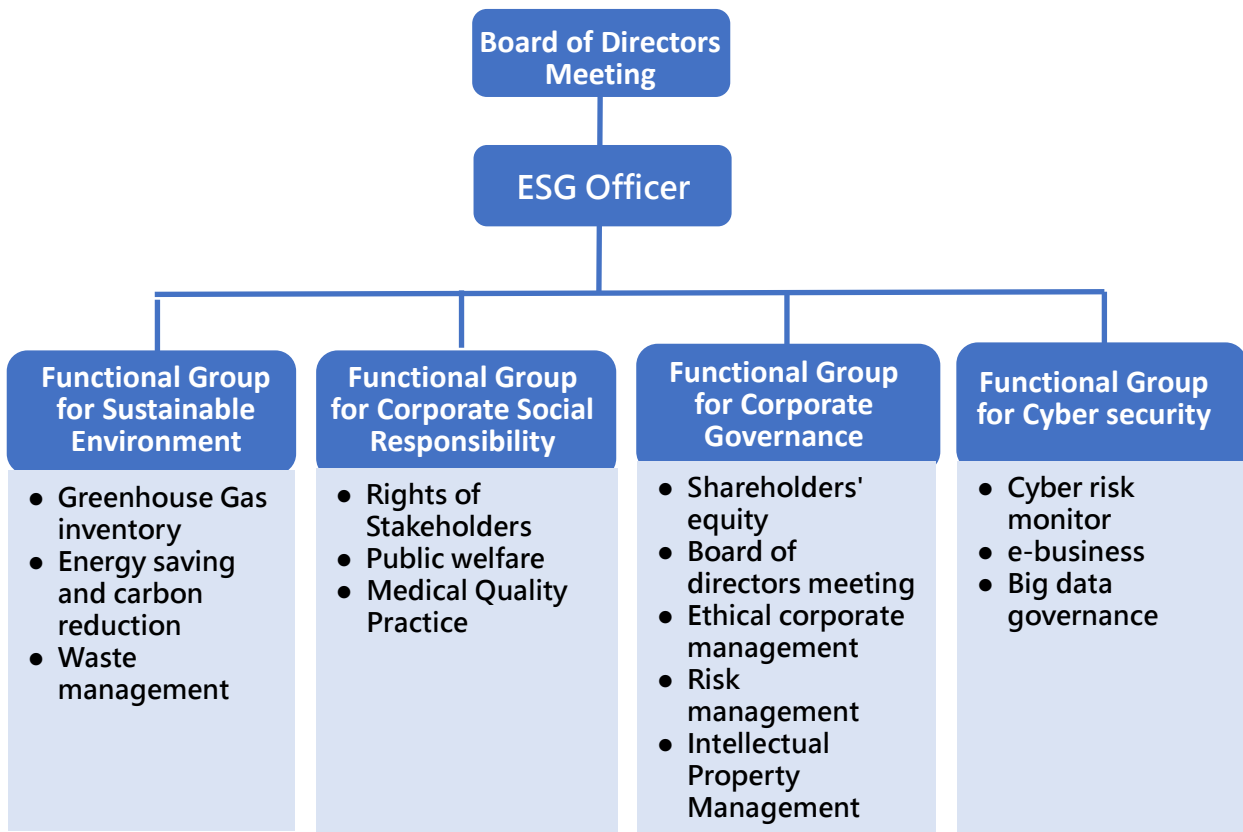 Board of Directors
Meeting
ESG Officer
Functional Group
for Sustainable
Environment
● Greenhouse Gas
inventory
● Energy saving
and carbon
reduction
● Waste
management
Functional Group
for Corporate Social
Responsibility
● Rights of
Stakeholders
● Public welfare
● Medical Quality
Practice
Functional Group
for Corporate
Governance
● Shareholders'
equity
● Board of
directors meeting
● Ethical corporate
management
● Risk
management
● Intellectual
Property
Management
Functional Group
for Cyber security
● Cyber risk
monitor
● e-business
● Big data
governance